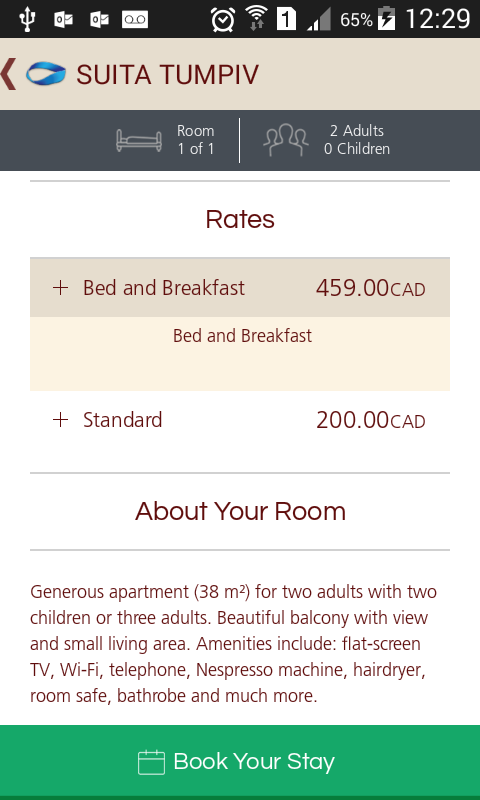 1
65%
12:29
SUITA TUMPIV
Room
1 of 1
2 Adults
0 Children
Rates
+ Bed and Breakfast 459.00CAD
Bed and Breakfast
+ Standard 200.00CAD
About Your Room
Generous apartment (38 m²) for two adults with two
children or three adults. Beautiful balcony with view
and small living area. Amenities include: flat-screen
TV, Wi-Fi, telephone, Nespresso machine, hairdryer,
room safe, bathrobe and much more.
Book Your Stay